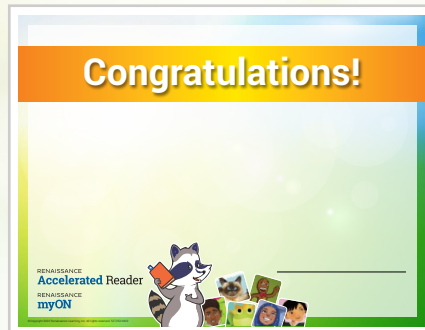 Congratulations!
RENAISSANCE
Accelerated Reader
RENAISSANCE
myON